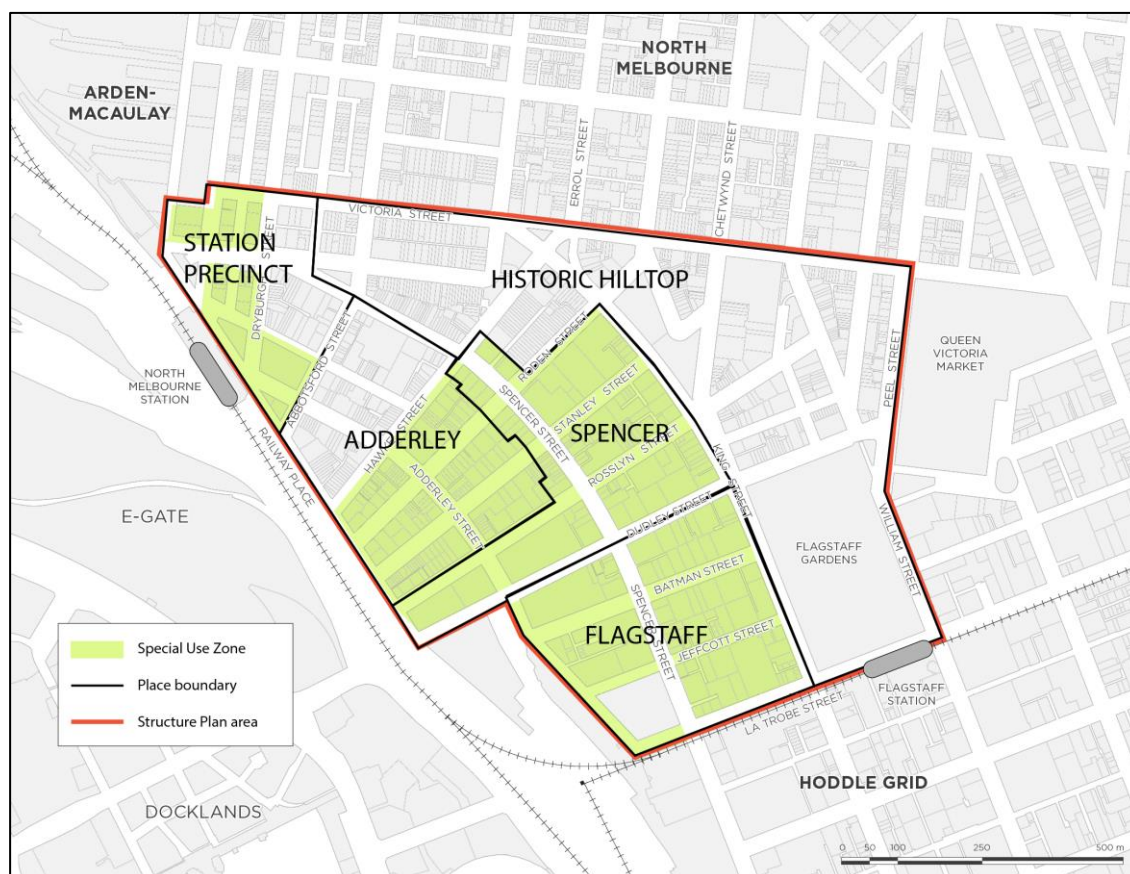 NORTH
MELBOURNE
ARDEN-
MACAULAY
ERROL STREET
CHETWYND STREET
VICTORIA STREET
STATION
PRECINCT
DRYBURGH STREET
HISTORIC HILLTOP
QUEEN
VICTORIA
MARKET
PEEL STREET
ABBOTSFORD STREET
NORTH
MELBOURNE
STATION
RODEN STREET
SPENCER STREET
STANLEY STREET
ADDERLEY
SPENCER
HAWKE STREET
ADDERLEY STREET
ROSSLYN STREET
KING STREET
RAILWAY PLACE
E-GATE
DUDLEY STREET
WILLIAM STREET
FLAGSTAFF
GARDENS
BATMAN STREET
SPENCER STREET
FLAGSTAFF
JEFFCOTT STREET
Special Use Zone
Place boundary
Structure Plan area
FLAGSTAFF
STATION
LA TROBE STREET
HODDLE GRID
DOCKLANDS
0 50 100 250 500 m